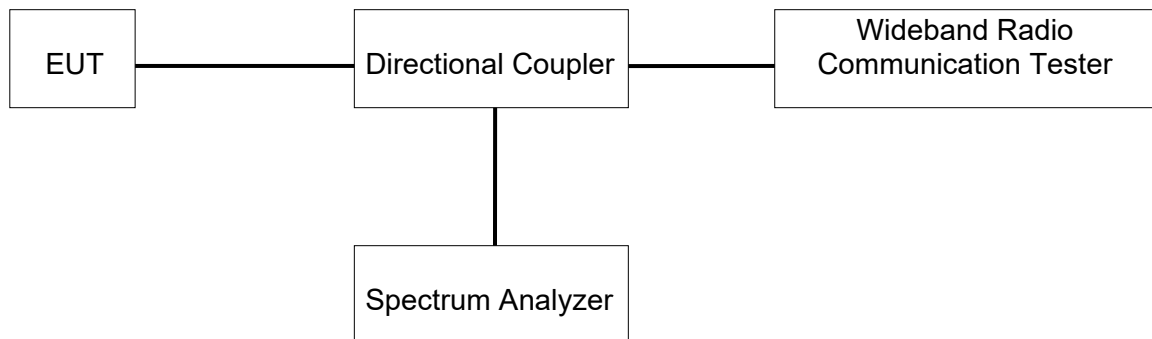 EUT
Directional Coupler
Wideband Radio
Communication Tester
Spectrum Analyzer